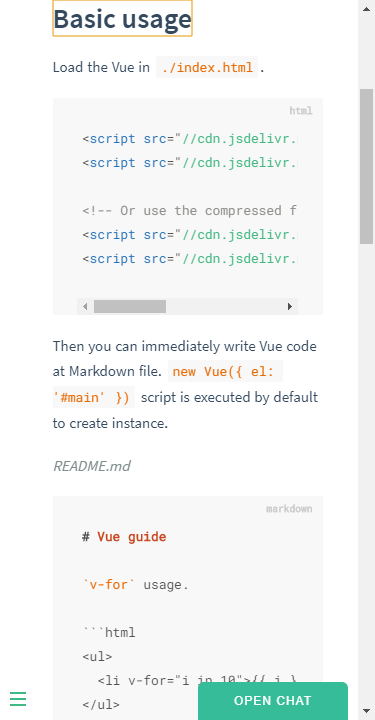 Basic usage
Load the Vue in ./index.html .
html
<script src="//cdn.jsdelivr.
<script src="//cdn.jsdelivr.
<!-- Or use the compressed f
<script src="//cdn.jsdelivr.
<script src="//cdn.jsdelivr.
Then you can immediately write Vue code
at Markdown file. new Vue({ el:
'#main' }) script is executed by default
to create instance.
README.md
markdown
# Vue guide
`v-for` usage.
```html
<ul>
<li v-for="i in 10">{{ i }
</ul>
OPEN CHAT